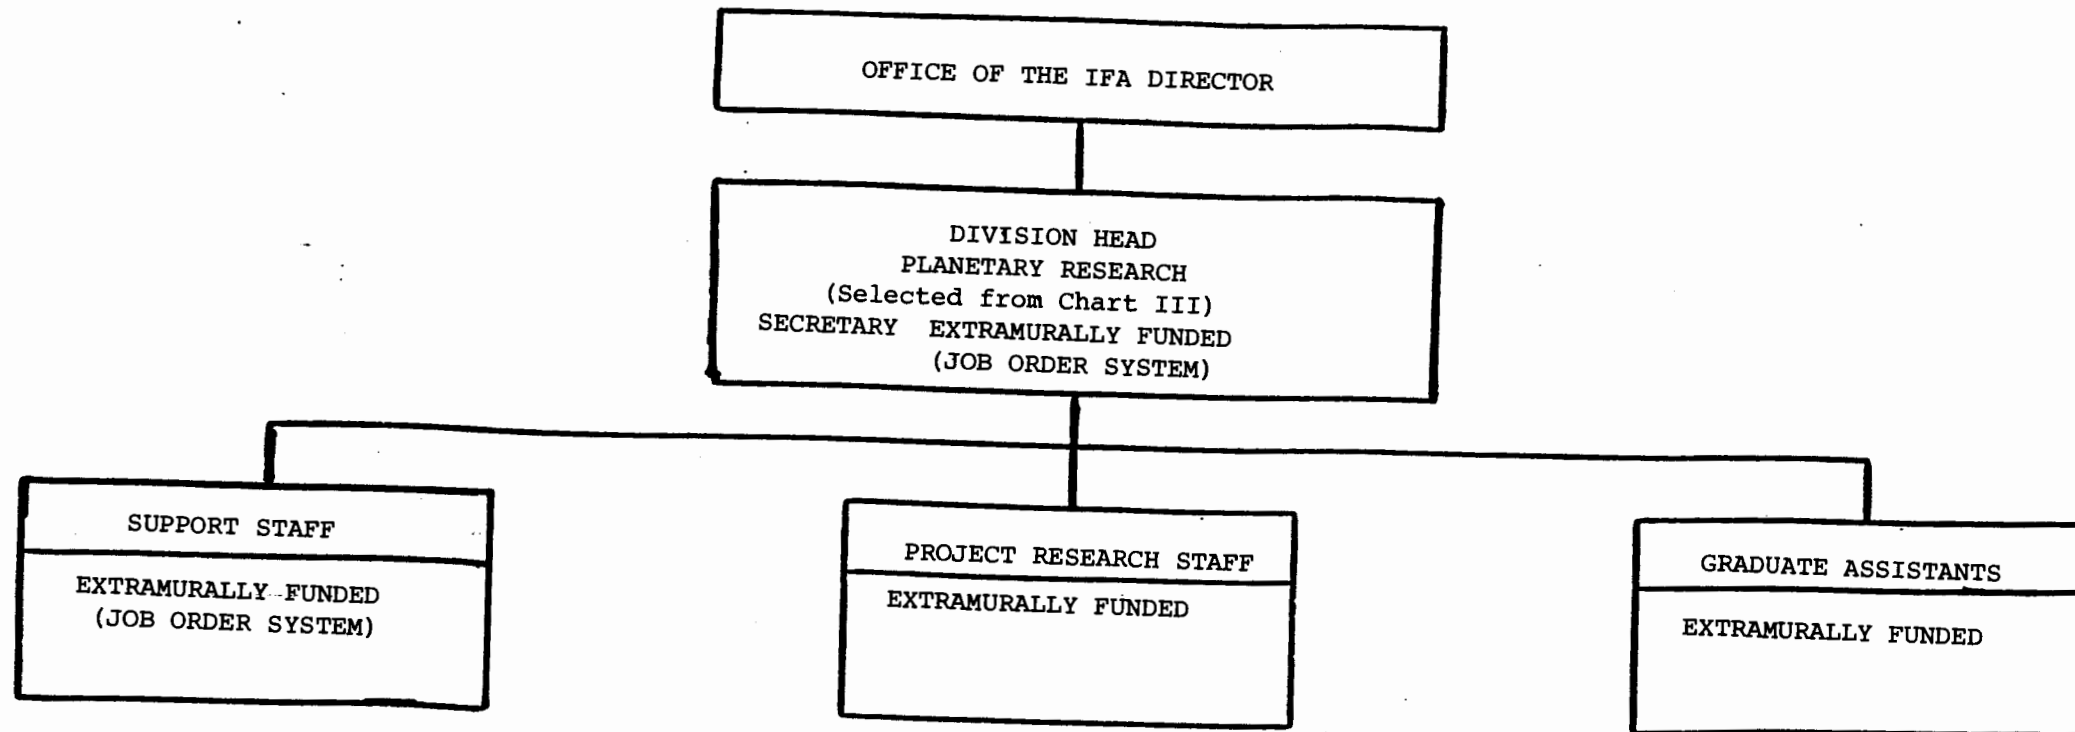 OFFICE OF THE IFA DIRECTOR
DIVISION HEAD
PLANETARY RESEARCH
(Selected from Chart III)
SECRETARY EXTRAMURALLY FUNDED
(JOB ORDER SYSTEM)
SUPPORT STAFF
EXTRAMURALLY FUNDED
(JOB ORDER SYSTEM)
PROJECT RESEARCH STAFF
EXTRAMURALLY FUNDED
GRADUATE ASSISTANTS
EXTRAMURALLY FUNDED